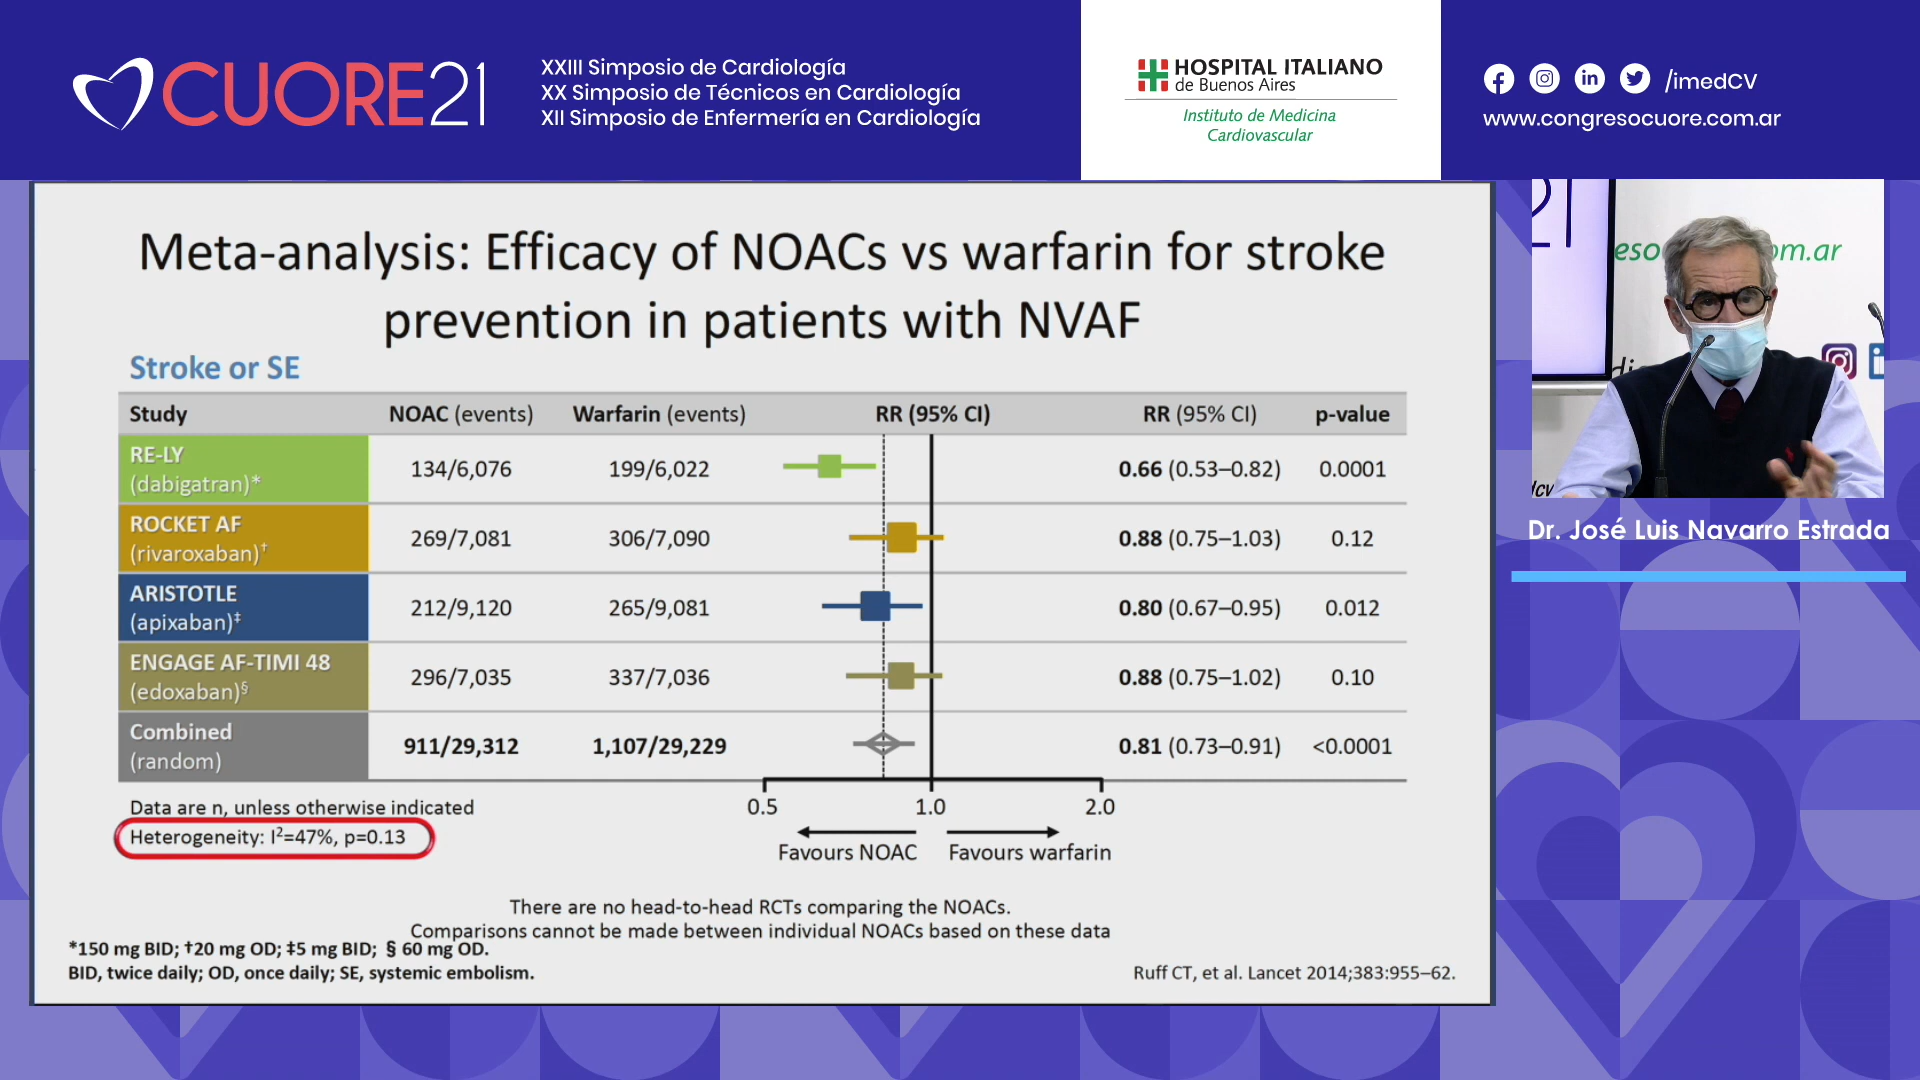 CUORE21
XXIII Simposio de Cardiología
XX Simposio de Técnicos en Cardiología
XII Simposio de Enfermería en Cardiología
HOSPITAL ITALIANO
de Buenos Aires
Instituto de Medicina
Cardiovascular
/imedCV
www.congresocuore.com.ar
Meta-analysis: Efficacy of NOACs vs warfarin for stroke
prevention in patients with NVAF
Stroke or SE
Study NOAC (events) Warfarin (events) RR (95% CI) RR (95% CI) p-value
RE-LY
(dabigatran)* 134/6,076 199/6,022 0.66 (0.53–0.82) 0.0001
ROCKET AF
(rivaroxaban)† 269/7,081 306/7,090 0.88 (0.75–1.03) 0.12
ARISTOTLE
(apixaban)‡ 212/9,120 265/9,081 0.80 (0.67–0.95) 0.012
ENGAGE AF-TIMI 48
(edoxaban)§ 296/7,035 337/7,036 0.88 (0.75–1.02) 0.10
Combined
(random) 911/29,312 1,107/29,229 0.81 (0.73–0.91) <0.0001
Data are n, unless otherwise indicated
Heterogeneity: I²=47%, p=0.13
0.5 1.0 2.0
Favours NOAC Favours warfarin
There are no head-to-head RCTs comparing the NOACs.
Comparisons cannot be made between individual NOACs based on these data
*150 mg BID; †20 mg OD; ‡5 mg BID; § 60 mg OD.
BID, twice daily; OD, once daily; SE, systemic embolism.
Ruff CT, et al. Lancet 2014;383:955–62.
21
eso
om.ar
Dr. José Luis Navarro Estrada